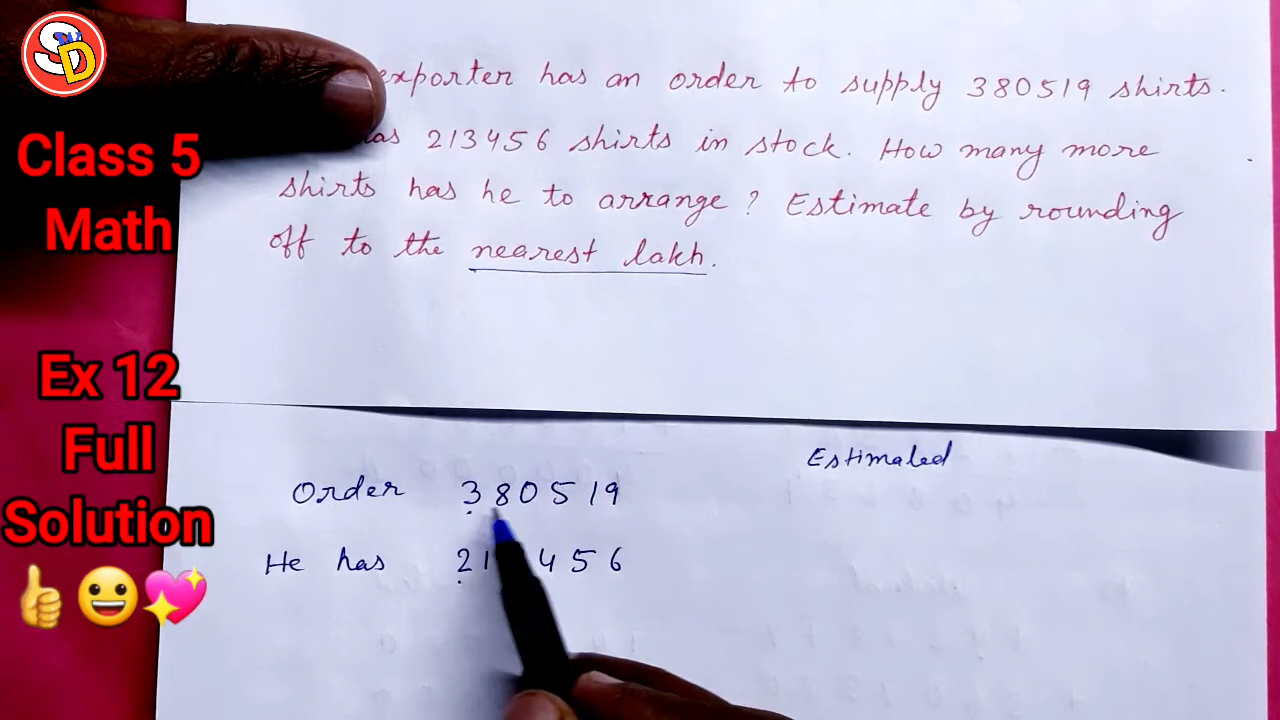 SD
Class 5
Math
Ex 12
Full
Solution
exporter has an order to supply 380519 shirts.
has 213456 shirts in stock. How many more
shirts has he to arrange? Estimate by rounding
off to the nearest lakh.
Estimated
Order 380519
He has 21 456